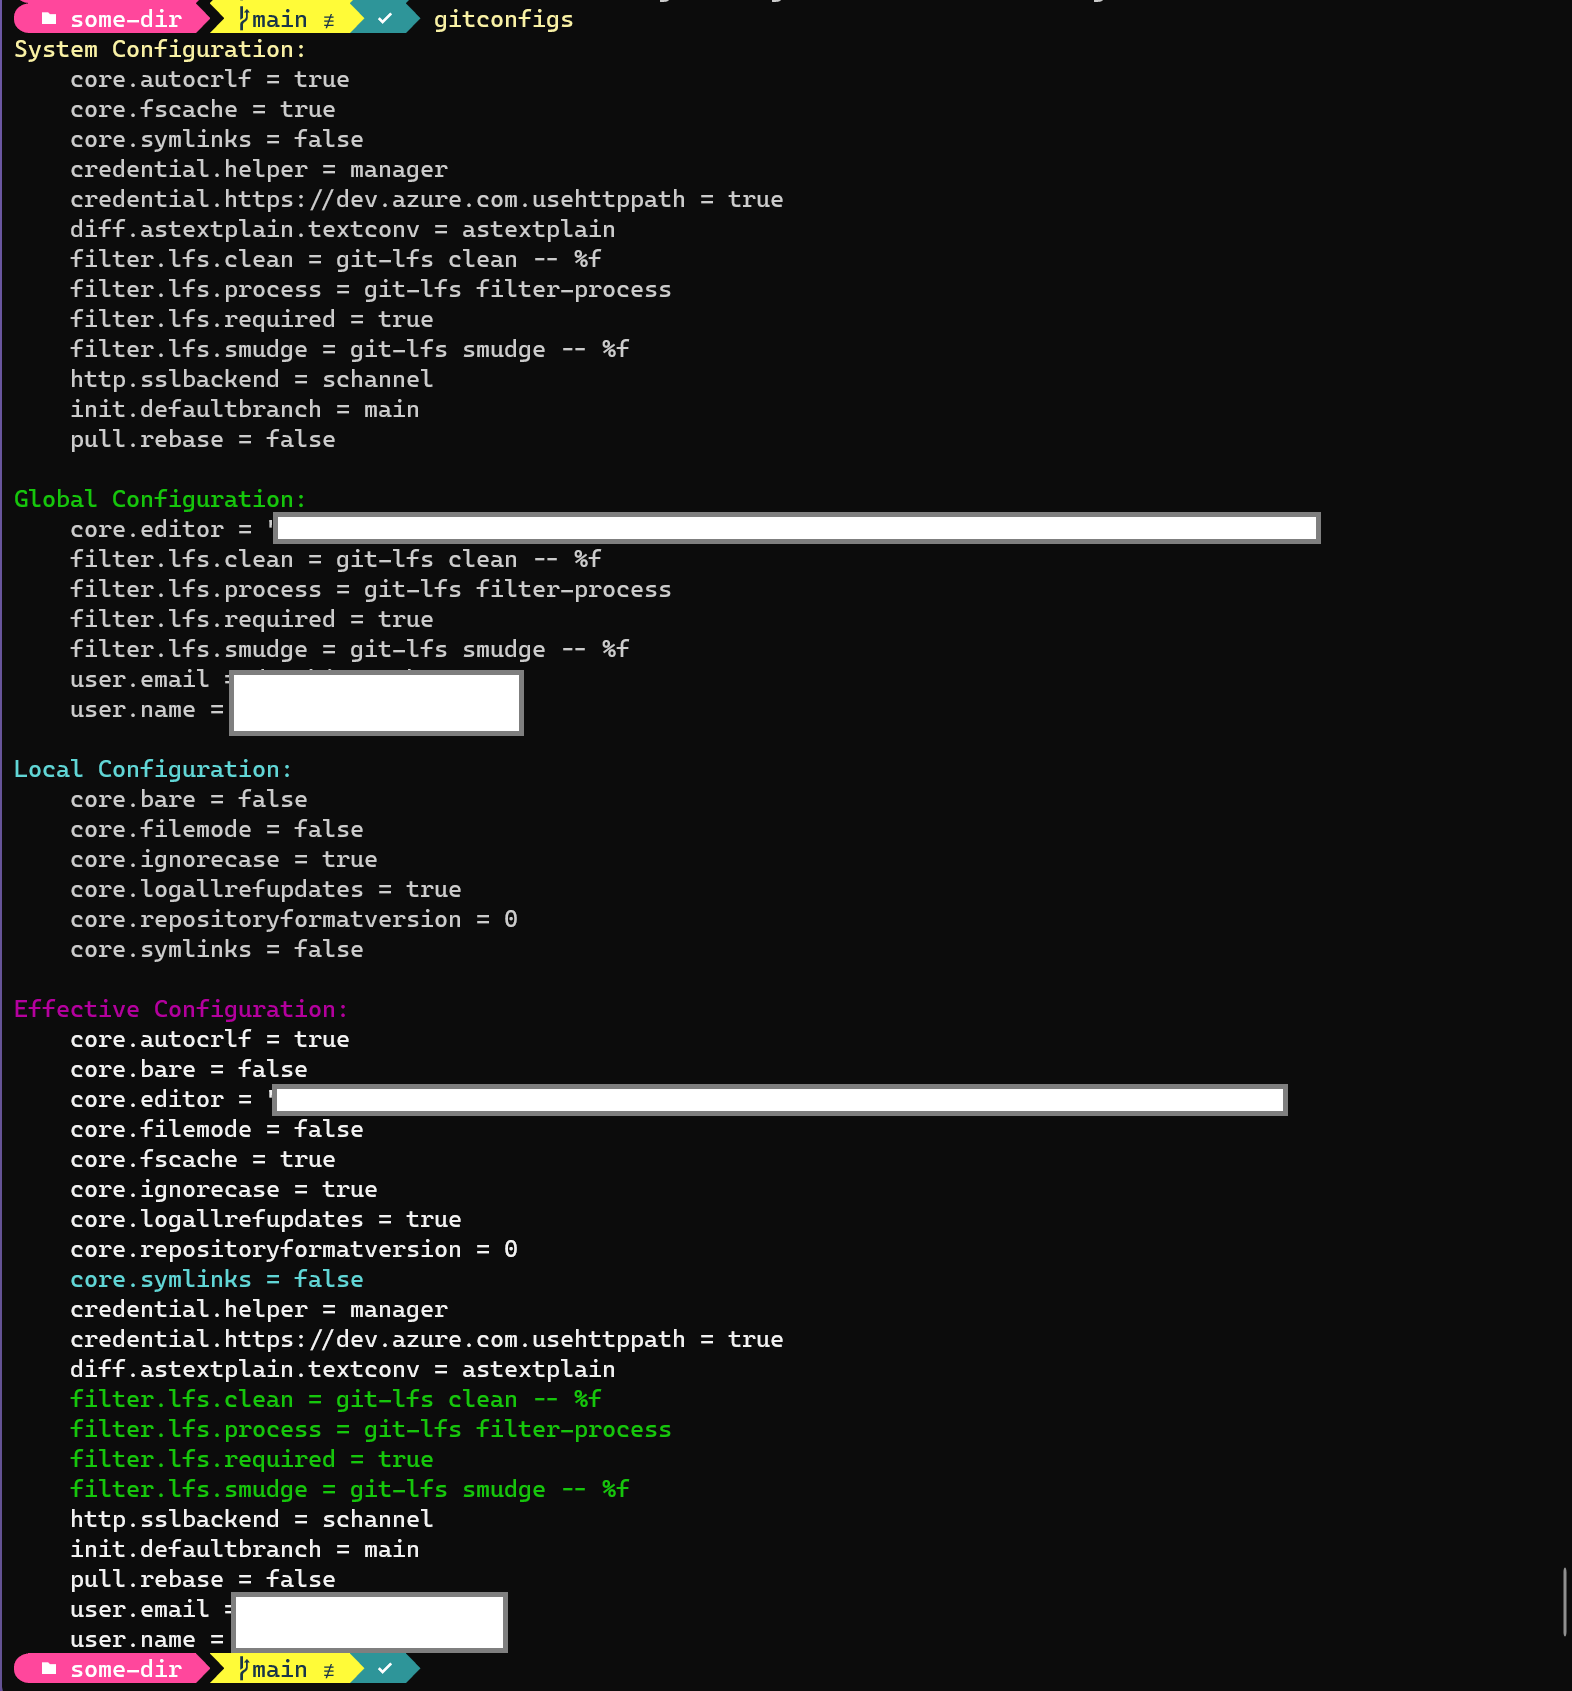 some-dir main ≢ ✓ gitconfigs
System Configuration:
core.autocrlf = true
core.fscache = true
core.symlinks = false
credential.helper = manager
credential.https://dev.azure.com.usehttppath = true
diff.astextplain.textconv = astextplain
filter.lfs.clean = git-lfs clean -- %f
filter.lfs.process = git-lfs filter-process
filter.lfs.required = true
filter.lfs.smudge = git-lfs smudge -- %f
http.sslbackend = schannel
init.defaultbranch = main
pull.rebase = false
Global Configuration:
core.editor = '
filter.lfs.clean = git-lfs clean -- %f
filter.lfs.process = git-lfs filter-process
filter.lfs.required = true
filter.lfs.smudge = git-lfs smudge -- %f
user.email =
user.name =
Local Configuration:
core.bare = false
core.filemode = false
core.ignorecase = true
core.logallrefupdates = true
core.repositoryformatversion = 0
core.symlinks = false
Effective Configuration:
core.autocrlf = true
core.bare = false
core.editor = '
core.filemode = false
core.fscache = true
core.ignorecase = true
core.logallrefupdates = true
core.repositoryformatversion = 0
core.symlinks = false
credential.helper = manager
credential.https://dev.azure.com.usehttppath = true
diff.astextplain.textconv = astextplain
filter.lfs.clean = git-lfs clean -- %f
filter.lfs.process = git-lfs filter-process
filter.lfs.required = true
filter.lfs.smudge = git-lfs smudge -- %f
http.sslbackend = schannel
init.defaultbranch = main
pull.rebase = false
user.email =
user.name =
some-dir main ≢ ✓